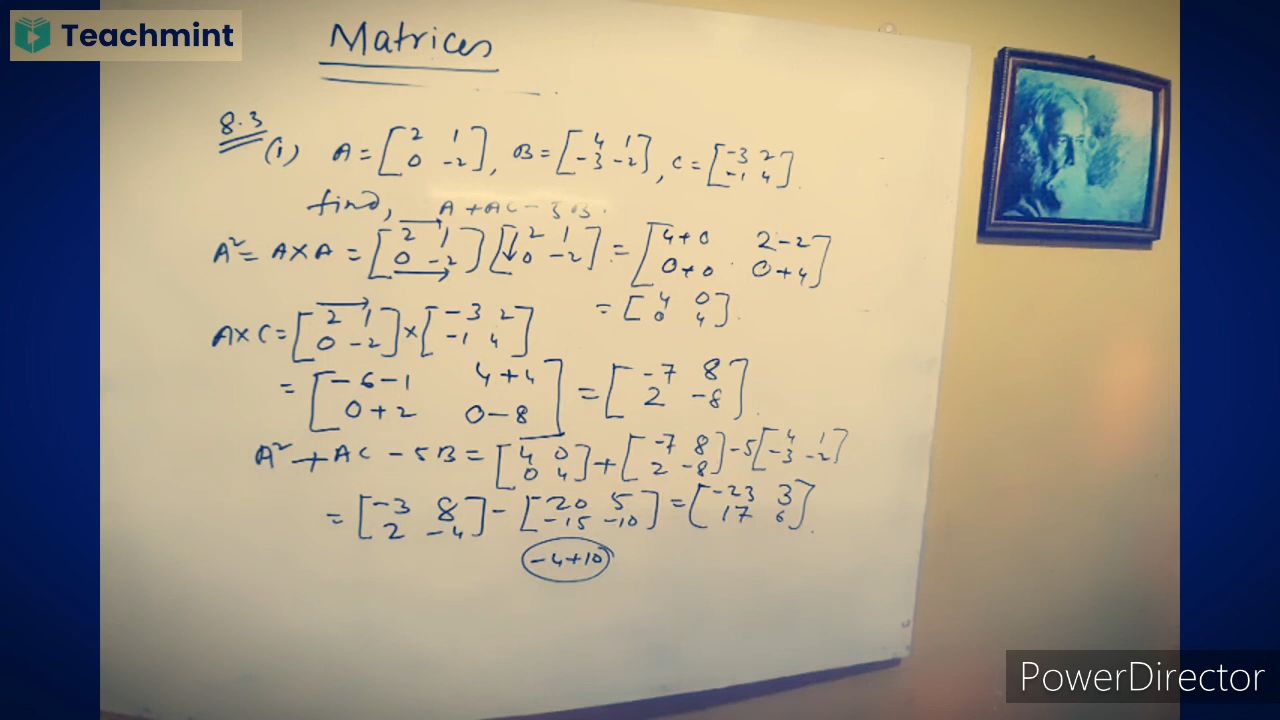 Teachmint
Matrices
8.3
(i) A = [2 1; 0 -2], B = [4 1; -3 -2], C = [-3 2; -1 4].
find, A + AC - 5B.
A² = A × A = [2 1; 0 -2] [2 1; 0 -2] = [4+0 2-2; 0+0 0+4]
= [4 0; 0 4].
A × C = [2 1; 0 -2] × [-3 2; -1 4]
= [-6-1 4+4; 0+2 0-8] = [-7 8; 2 -8].
A² + AC - 5B = [4 0; 0 4] + [-7 8; 2 -8] - 5 [4 1; -3 -2]
= [-3 8; 2 -4] - [20 5; -15 -10] = [-23 3; 17 6].
-4+10
PowerDirector